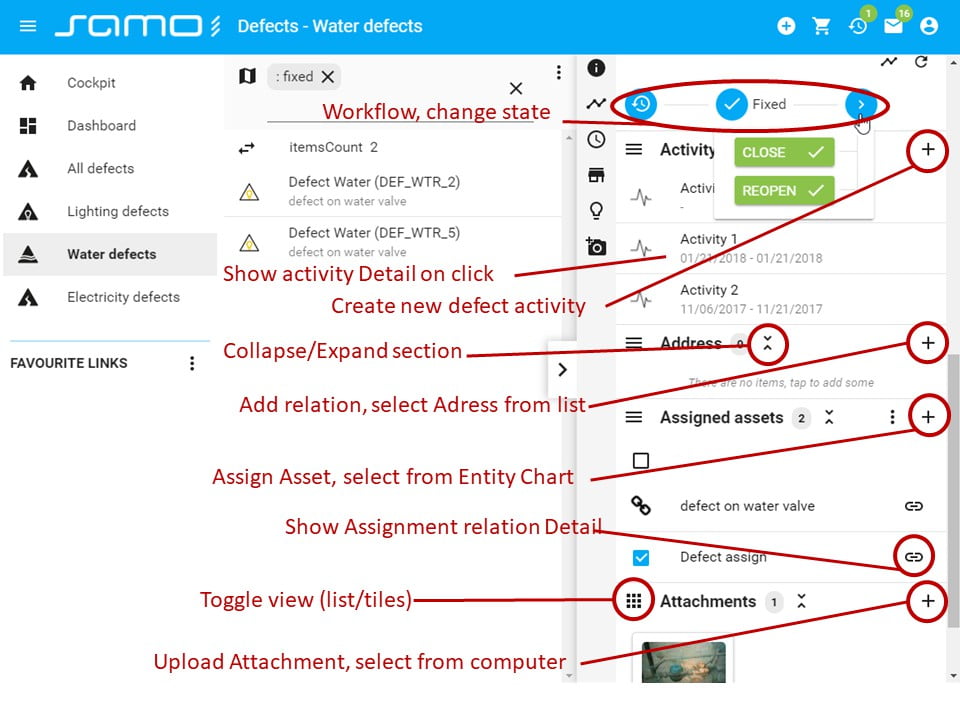 samo
Defects - Water defects
1
16
Cockpit
Dashboard
All defects
Lighting defects
Water defects
Electricity defects
FAVOURITE LINKS
: fixed
Workflow, change state
itemsCount 2
Defect Water (DEF_WTR_2)
defect on water valve
Defect Water (DEF_WTR_5)
defect on water valve
Show activity Detail on click
Create new defect activity
Collapse/Expand section
Add relation, select Adress from list
Assign Asset, select from Entity Chart
Show Assignment relation Detail
Toggle view (list/tiles)
Upload Attachment, select from computer
Fixed
CLOSE
REOPEN
Activity
Activi
-
Activity 1
01/21/2018 - 01/21/2018
Activity 2
11/06/2017 - 11/21/2017
Address 0
There are no items, tap to add some
Assigned assets 2
defect on water valve
Defect assign
Attachments 1